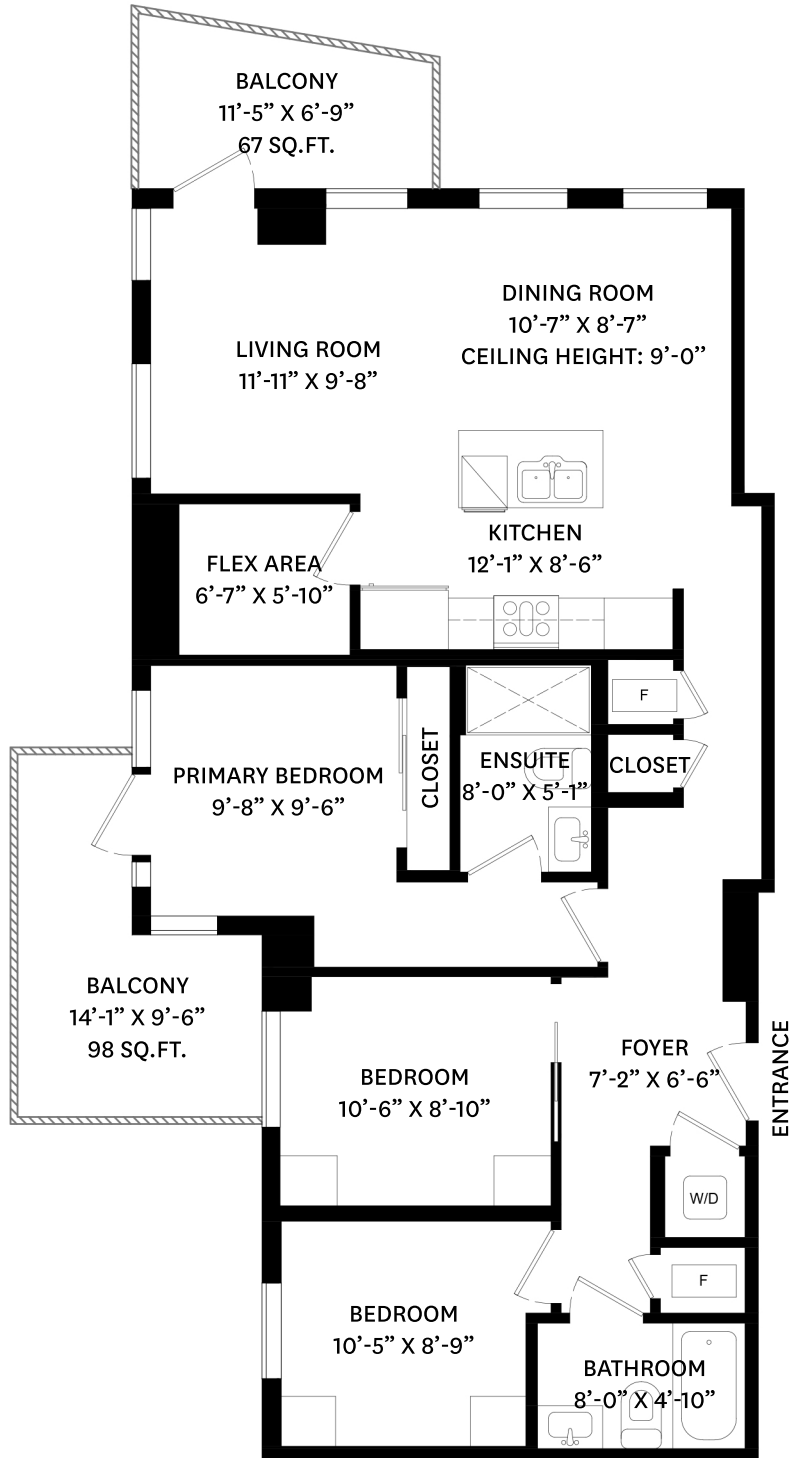 BALCONY
11’-5” X 6’-9”
67 SQ.FT.
DINING ROOM
10’-7” X 8’-7”
CEILING HEIGHT: 9’-0”
LIVING ROOM
11’-11” X 9’-8”
KITCHEN
12’-1” X 8’-6”
FLEX AREA
6’-7” X 5’-10”
F
CLOSET
ENSUITE
8’-0” X 5’-1”
CLOSET
PRIMARY BEDROOM
9’-8” X 9’-6”
BALCONY
14’-1” X 9’-6”
98 SQ.FT.
FOYER
7’-2” X 6’-6”
ENTRANCE
BEDROOM
10’-6” X 8’-10”
W/D
F
BEDROOM
10’-5” X 8’-9”
BATHROOM
8’-0” X 4’-10”